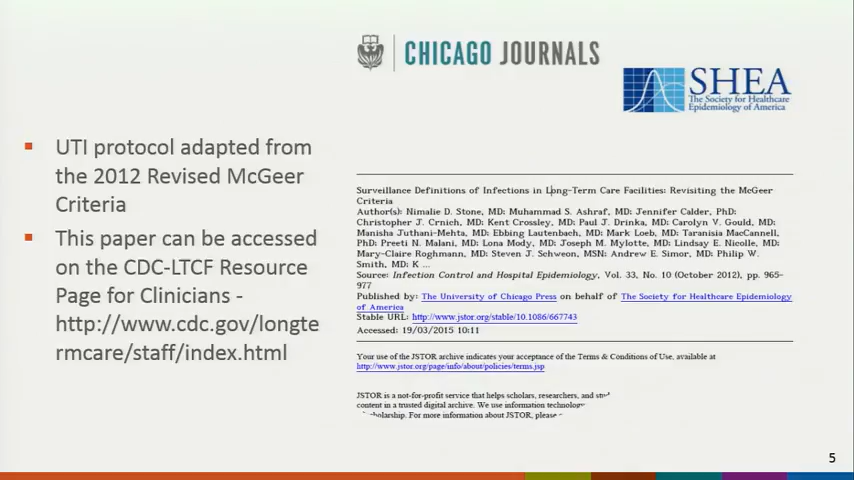 CHICAGO JOURNALS
SHEA
The Society for Healthcare
Epidemiology of America
UTI protocol adapted from
the 2012 Revised McGeer
Criteria
This paper can be accessed
on the CDC-LTCF Resource
Page for Clinicians -
http://www.cdc.gov/longte
rmcare/staff/index.html
Surveillance Definitions of Infections in Long-Term Care Facilities: Revisiting the McGeer
Criteria
Author(s): Nimalie D. Stone, MD; Muhammad S. Ashraf, MD; Jennifer Calder, PhD;
Christopher J. Crnich, MD; Kent Crossley, MD; Paul J. Drinka, MD; Carolyn V. Gould, MD;
Manisha Juthani-Mehta, MD; Ebbing Lautenbach, MD; Mark Loeb, MD; Taranisia MacCannell,
PhD; Preeti N. Malani, MD; Lona Mody, MD; Joseph M. Mylotte, MD; Lindsay E. Nicolle, MD;
Mary-Claire Roghmann, MD; Steven J. Schweon, MSN; Andrew E. Simor, MD; Philip W.
Smith, MD; K ...
Source: Infection Control and Hospital Epidemiology, Vol. 33, No. 10 (October 2012), pp. 965-
977
Published by: The University of Chicago Press on behalf of The Society for Healthcare Epidemiology
of America
Stable URL: http://www.jstor.org/stable/10.1086/667743
Accessed: 19/03/2015 10:11
Your use of the JSTOR archive indicates your acceptance of the Terms & Conditions of Use, available at
http://www.jstor.org/page/info/about/policies/terms.jsp
JSTOR is a not-for-profit service that helps scholars, researchers, and
content in a trusted digital archive. We use information
For more information about JSTOR, please
5